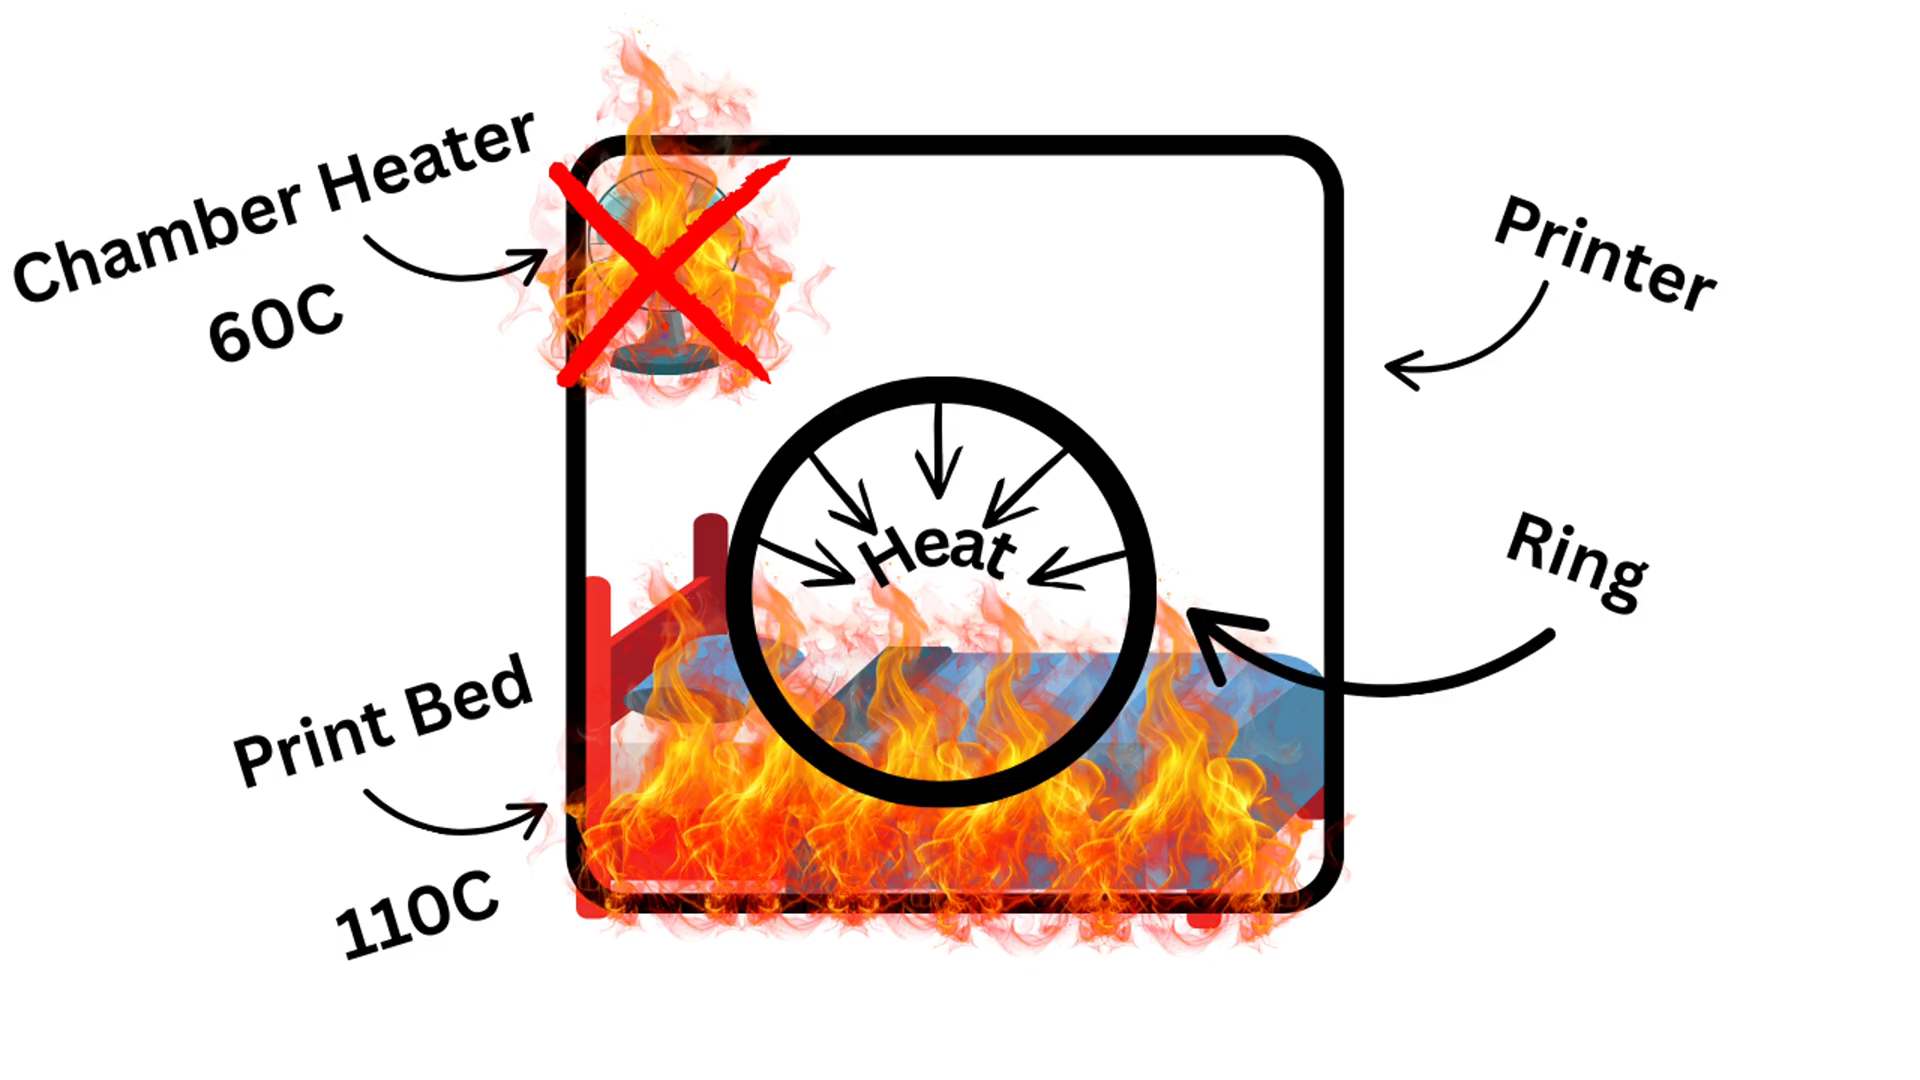 Chamber Heater
60C
Printer
Heat
Ring
Print Bed
110C